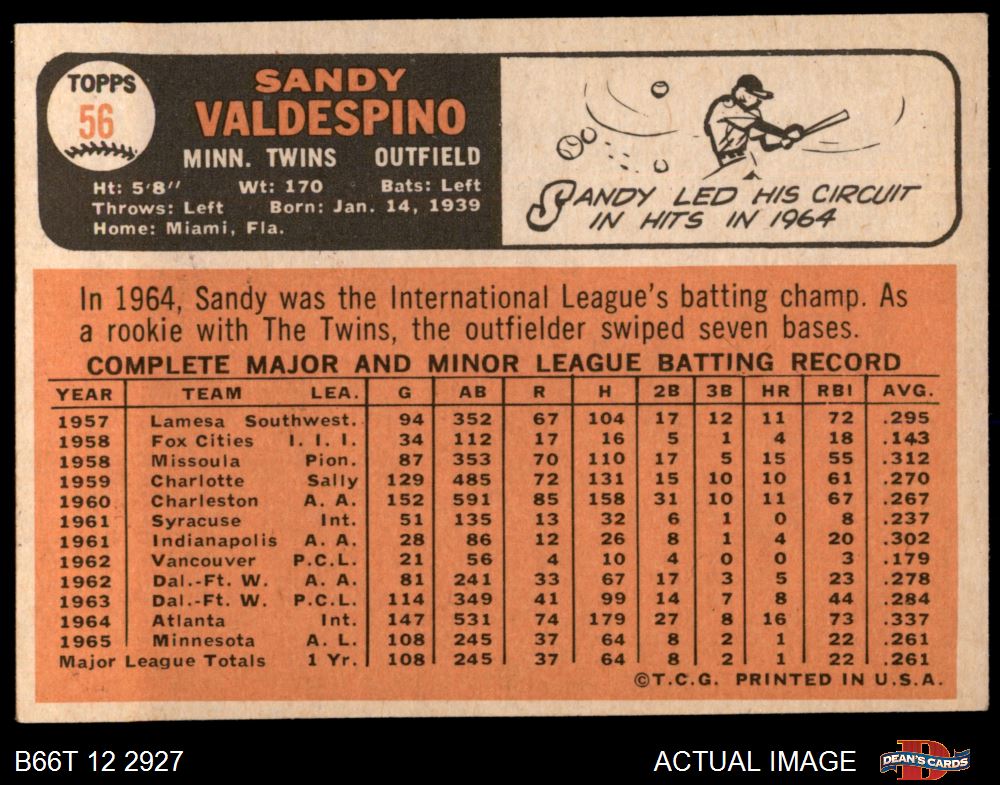 TOPPS
56
SANDY
VALDESPINO
MINN. TWINS OUTFIELD
Ht: 5'8" Wt: 170 Bats: Left
Throws: Left Born: Jan. 14, 1939
Home: Miami, Fla.
SANDY LED HIS CIRCUIT
IN HITS IN 1964
In 1964, Sandy was the International League's batting champ. As
a rookie with The Twins, the outfielder swiped seven bases.
COMPLETE MAJOR AND MINOR LEAGUE BATTING RECORD
YEAR TEAM LEA. G AB R H 2B 3B HR RBI AVG.
1957 Lamesa Southwest. 94 352 67 104 17 12 11 72 .295
1958 Fox Cities I. I. I. 34 112 17 16 5 1 4 18 .143
1958 Missoula Pion. 87 353 70 110 17 5 15 55 .312
1959 Charlotte Sally 129 485 72 131 15 10 10 61 .270
1960 Charleston A. A. 152 591 85 158 31 10 11 67 .267
1961 Syracuse Int. 51 135 13 32 6 1 0 8 .237
1961 Indianapolis A. A. 28 86 12 26 8 1 4 20 .302
1962 Vancouver P.C.L. 21 56 4 10 4 0 0 3 .179
1962 Dal.-Ft. W. A. A. 81 241 33 67 17 3 5 23 .278
1963 Dal.-Ft. W. P.C.L. 114 349 41 99 14 7 8 44 .284
1964 Atlanta Int. 147 531 74 179 27 8 16 73 .337
1965 Minnesota A. L. 108 245 37 64 8 2 1 22 .261
Major League Totals 1 Yr. 108 245 37 64 8 2 1 22 .261
©T.C.G. PRINTED IN U.S.A.
B66T 12 2927 ACTUAL IMAGE
D
DEAN'S CARDS